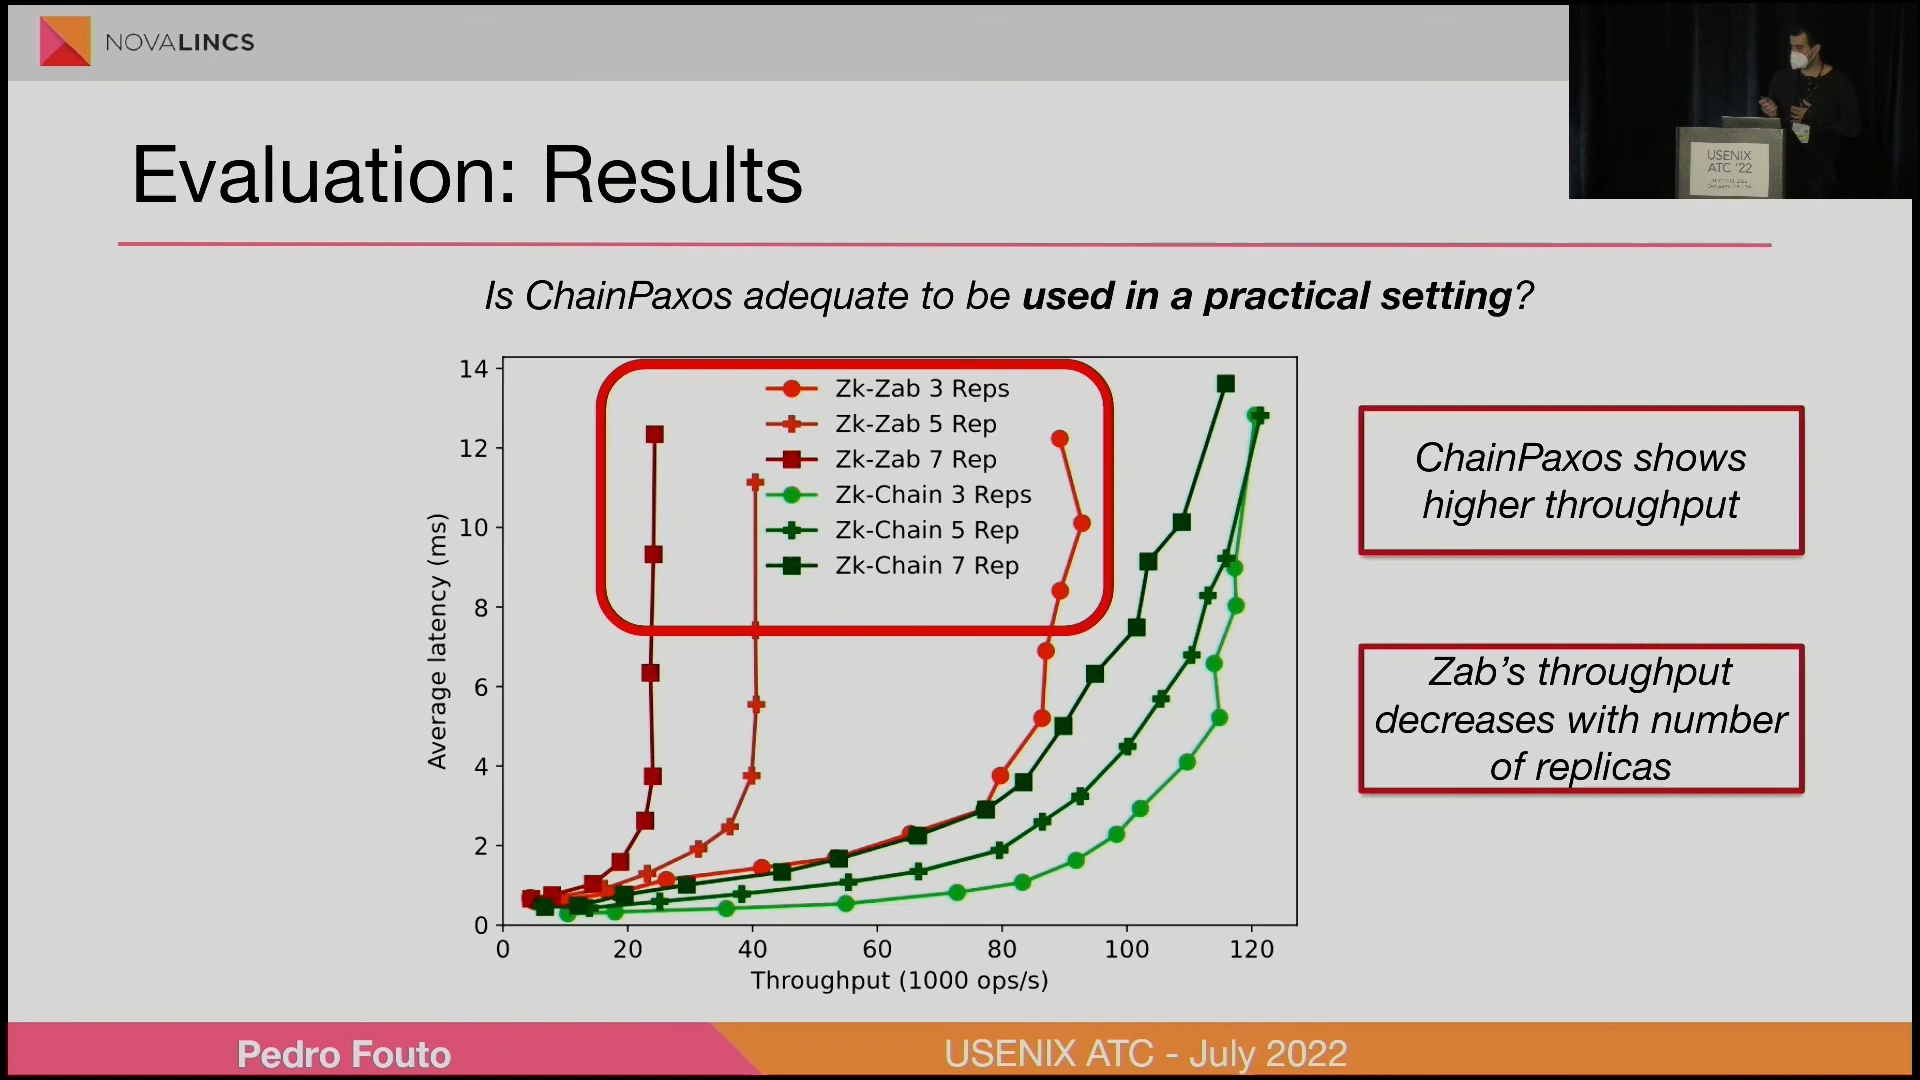 NOVALINCS
USENIX
ATC '22
Evaluation: Results
Is ChainPaxos adequate to be used in a practical setting?
14
12
10
8
6
4
2
0
Average latency (ms)
Zk-Zab 3 Reps
Zk-Zab 5 Rep
Zk-Zab 7 Rep
Zk-Chain 3 Reps
Zk-Chain 5 Rep
Zk-Chain 7 Rep
0 20 40 60 80 100 120
Throughput (1000 ops/s)
ChainPaxos shows
higher throughput
Zab's throughput
decreases with number
of replicas
Pedro Fouto
USENIX ATC - July 2022